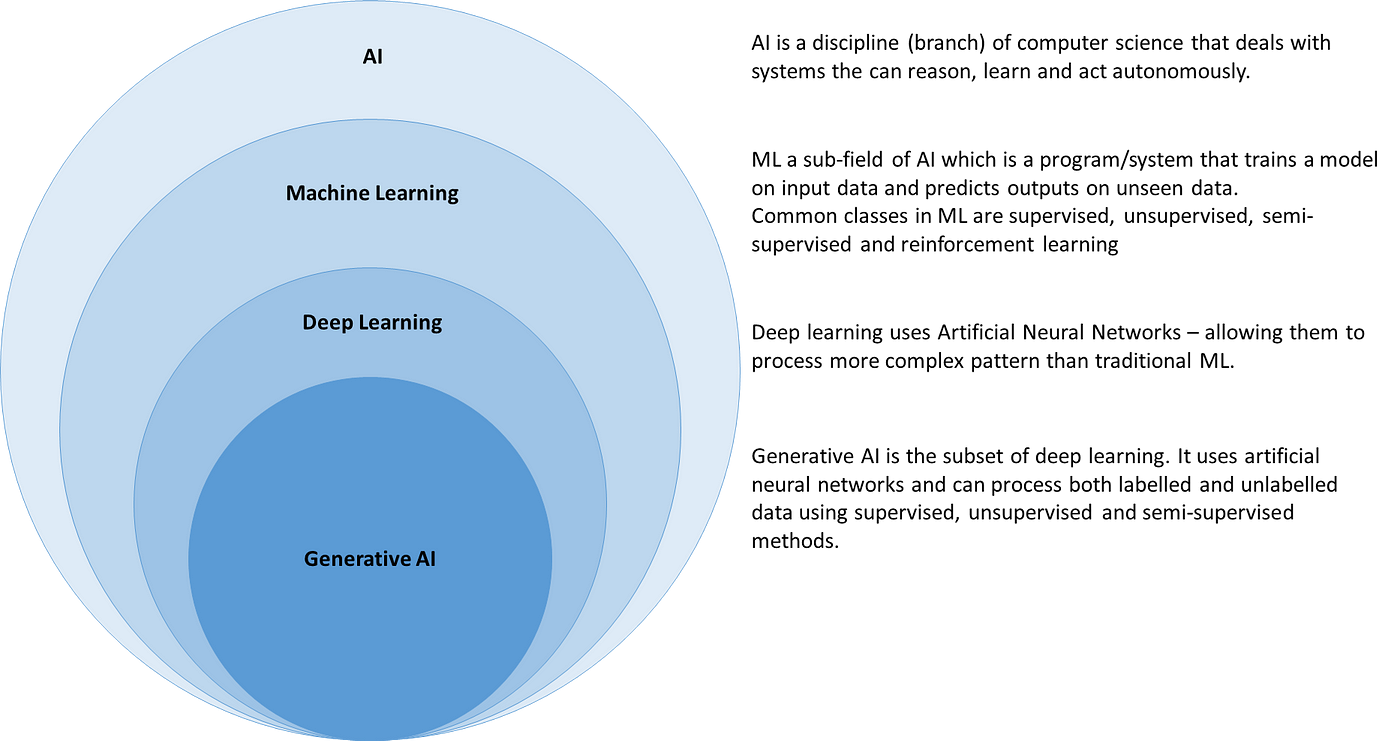 AI
Machine Learning
Deep Learning
Generative AI
AI is a discipline (branch) of computer science that deals with
systems the can reason, learn and act autonomously.
ML a sub-field of AI which is a program/system that trains a model
on input data and predicts outputs on unseen data.
Common classes in ML are supervised, unsupervised, semi-
supervised and reinforcement learning
Deep learning uses Artificial Neural Networks – allowing them to
process more complex pattern than traditional ML.
Generative AI is the subset of deep learning. It uses artificial
neural networks and can process both labelled and unlabelled
data using supervised, unsupervised and semi-supervised
methods.